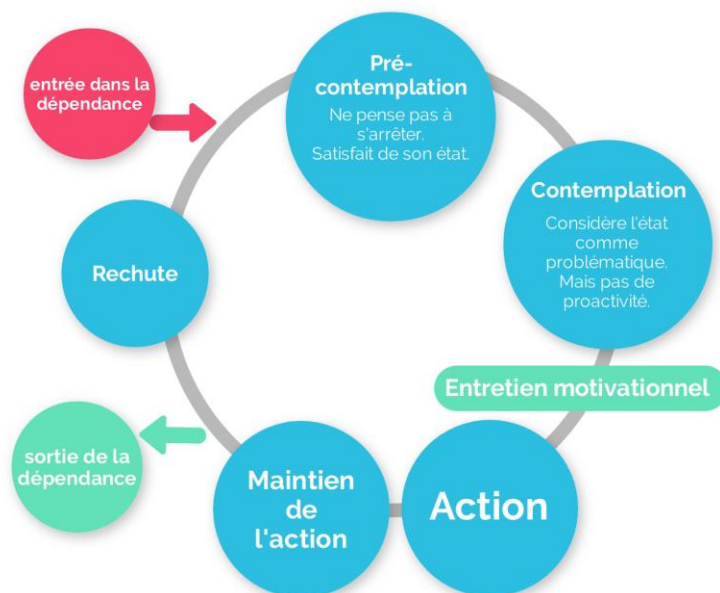 entrée dans la
dépendance
Pré-
contemplation
Ne pense pas à
s'arrêter.
Satisfait de son état.
Contemplation
Considère l'état
comme
problématique.
Mais pas de
proactivité.
Entretien motivationnel
Action
Maintien
de
l'action
sortie de la
dépendance
Rechute